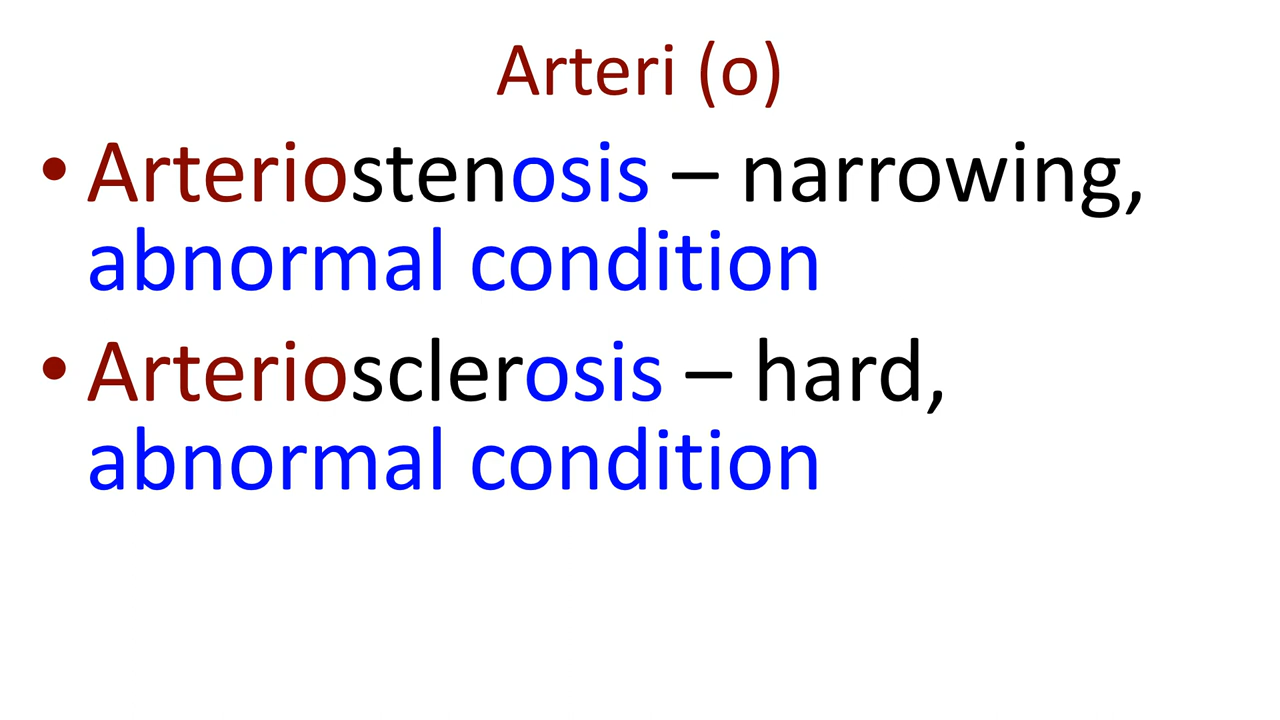 Arteri (o)
• Arteriostenosis – narrowing,
abnormal condition
• Arteriosclerosis – hard,
abnormal condition